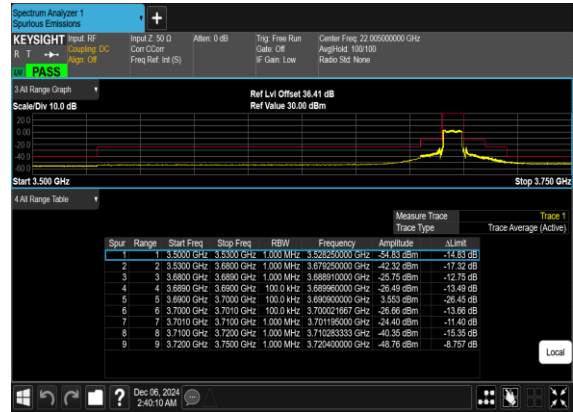 Spectrum Analyzer 1
Spurious Emissions
KEYSIGHT Input: RF Input Z: 50 Ω Atten: 0 dB Trig: Free Run Center Freq: 22.005000000 GHz
R T Coupling: DC Corr CCorr Gate: Off Avg|Hold: 100/100
Align: Off Freq Ref: Int (S) IF Gain: Low Radio Std: None
LNI PASS
3 All Range Graph Ref Lvl Offset 36.41 dB
Scale/Div 10.0 dB Ref Value 30.00 dBm
20.0
0.00
-20.0
-40.0
-60.0
Start 3.500 GHz Stop 3.750 GHz
4 All Range Table
Measure Trace Trace 1
Trace Type Trace Average (Active)
Spur Range Start Freq Stop Freq RBW Frequency Amplitude ΔLimit
1 1 3.5000 GHz 3.5300 GHz 1.000 MHz 3.528250000 GHz -54.83 dBm -14.83 dB
2 2 3.5300 GHz 3.6800 GHz 1.000 MHz 3.679250000 GHz -42.32 dBm -17.32 dB
3 3 3.6800 GHz 3.6890 GHz 1.000 MHz 3.688910000 GHz -25.75 dBm -12.75 dB
4 4 3.6890 GHz 3.6900 GHz 100.0 kHz 3.689960000 GHz -26.49 dBm -13.49 dB
5 5 3.6900 GHz 3.7000 GHz 100.0 kHz 3.690900000 GHz 3.553 dBm -26.45 dB
6 6 3.7000 GHz 3.7010 GHz 100.0 kHz 3.700021667 GHz -26.66 dBm -13.66 dB
7 7 3.7010 GHz 3.7100 GHz 1.000 MHz 3.701195000 GHz -24.40 dBm -11.40 dB
8 8 3.7100 GHz 3.7200 GHz 1.000 MHz 3.710283333 GHz -40.35 dBm -15.35 dB
9 9 3.7200 GHz 3.7500 GHz 1.000 MHz 3.720400000 GHz -48.76 dBm -8.757 dB
Local
Dec 06, 2024
2:40:10 AM